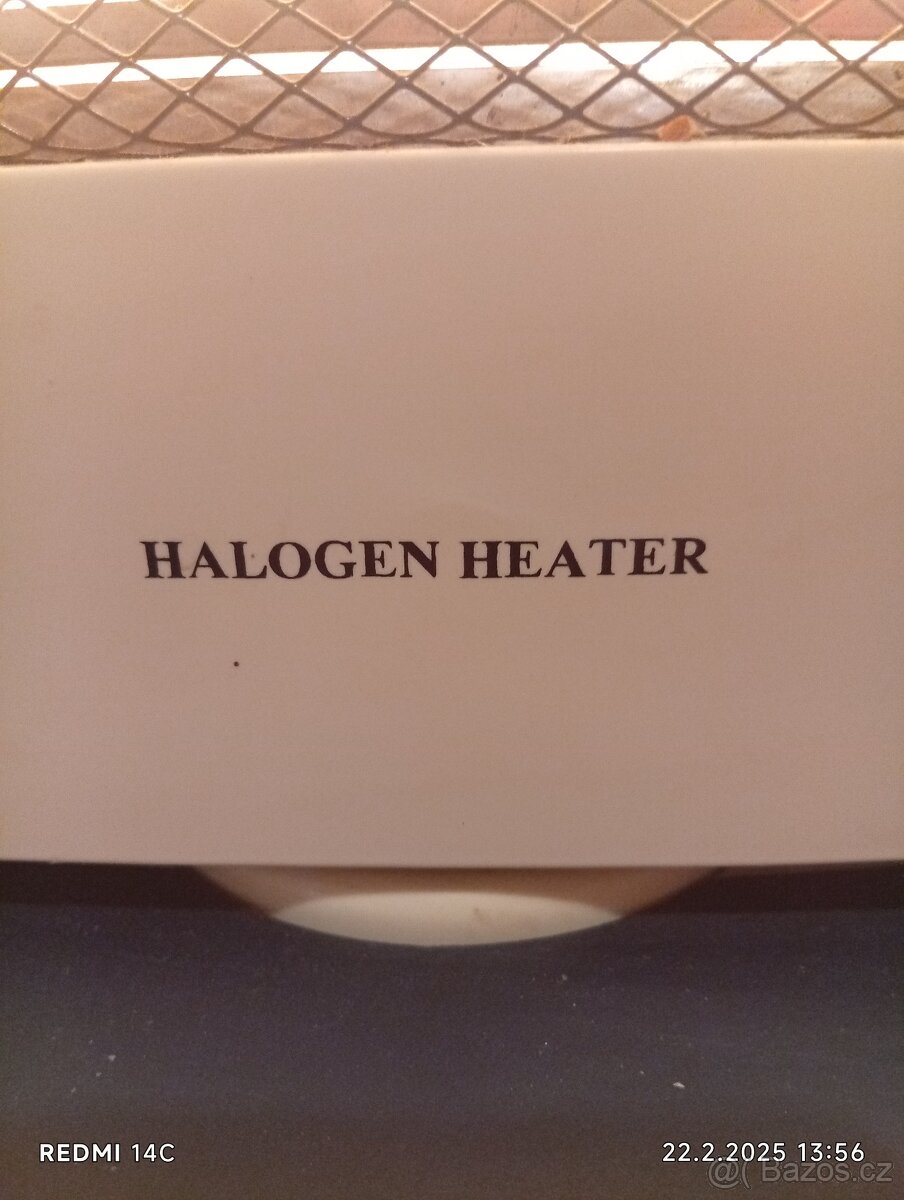 HALOGEN HEATER
REDMI 14C
22.2.2025 13:56
@( Bazos.cz